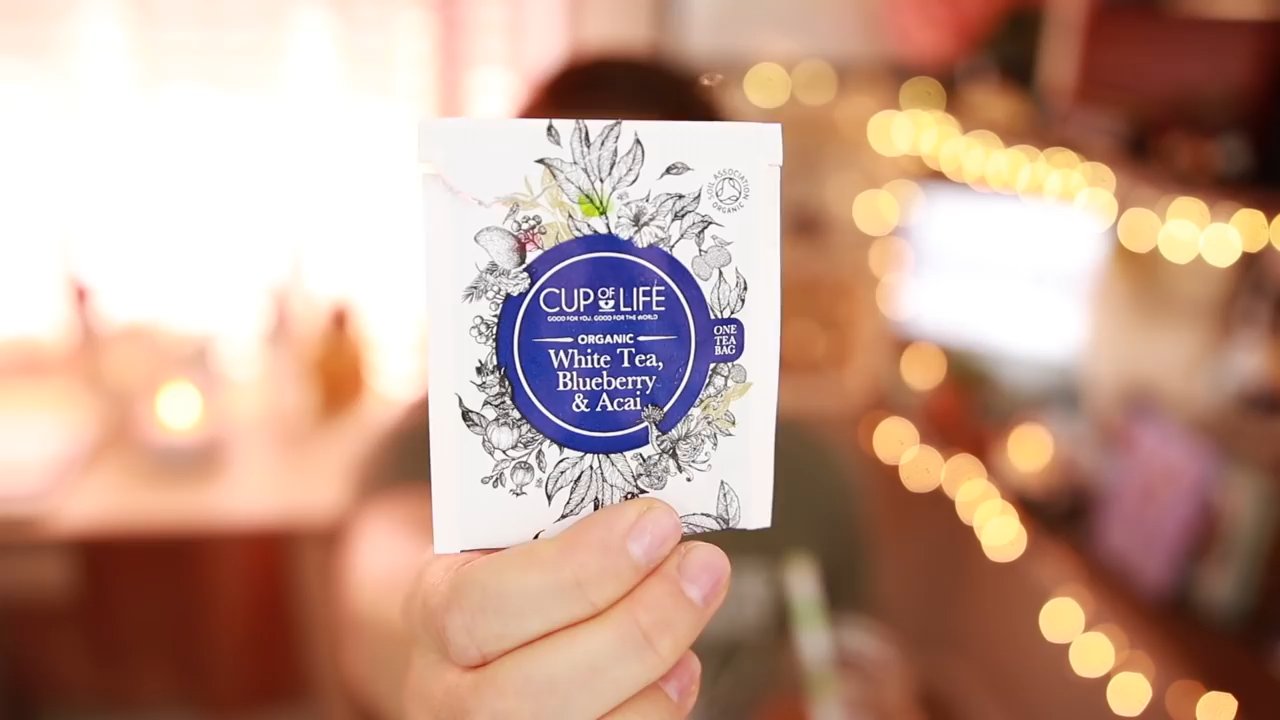 SOIL ASSOCIATION
ORGANIC
CUP OF LIFE
GOOD FOR YOU. GOOD FOR THE WORLD
ORGANIC
White Tea,
Blueberry
& Acai
ONE
TEA
BAG